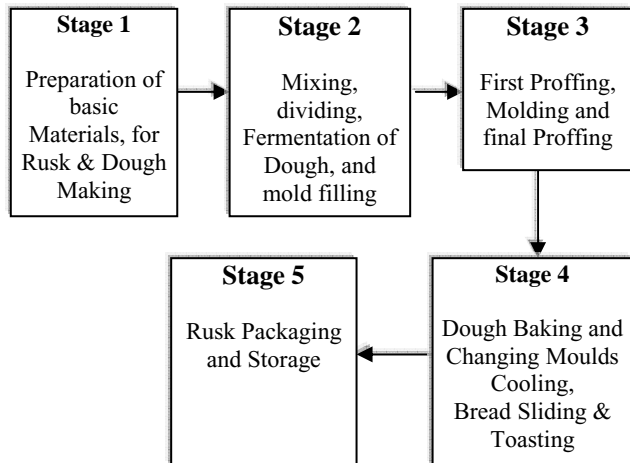 Stage 1
Preparation of
basic
Materials, for
Rusk & Dough
Making
Stage 2
Mixing,
dividing,
Fermentation of
Dough, and
mold filling
Stage 3
First Proffing,
Molding and
final Proffing
Stage 4
Dough Baking and
Changing Moulds
Cooling,
Bread Sliding &
Toasting
Stage 5
Rusk Packaging
and Storage